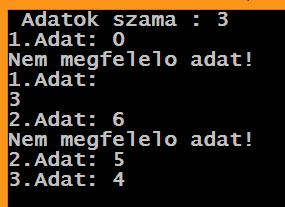 Adatok szama : 3
1.Adat: 0
Nem megfelelo adat!
1.Adat:
3
2.Adat: 6
Nem megfelelo adat!
2.Adat: 5
3.Adat: 4